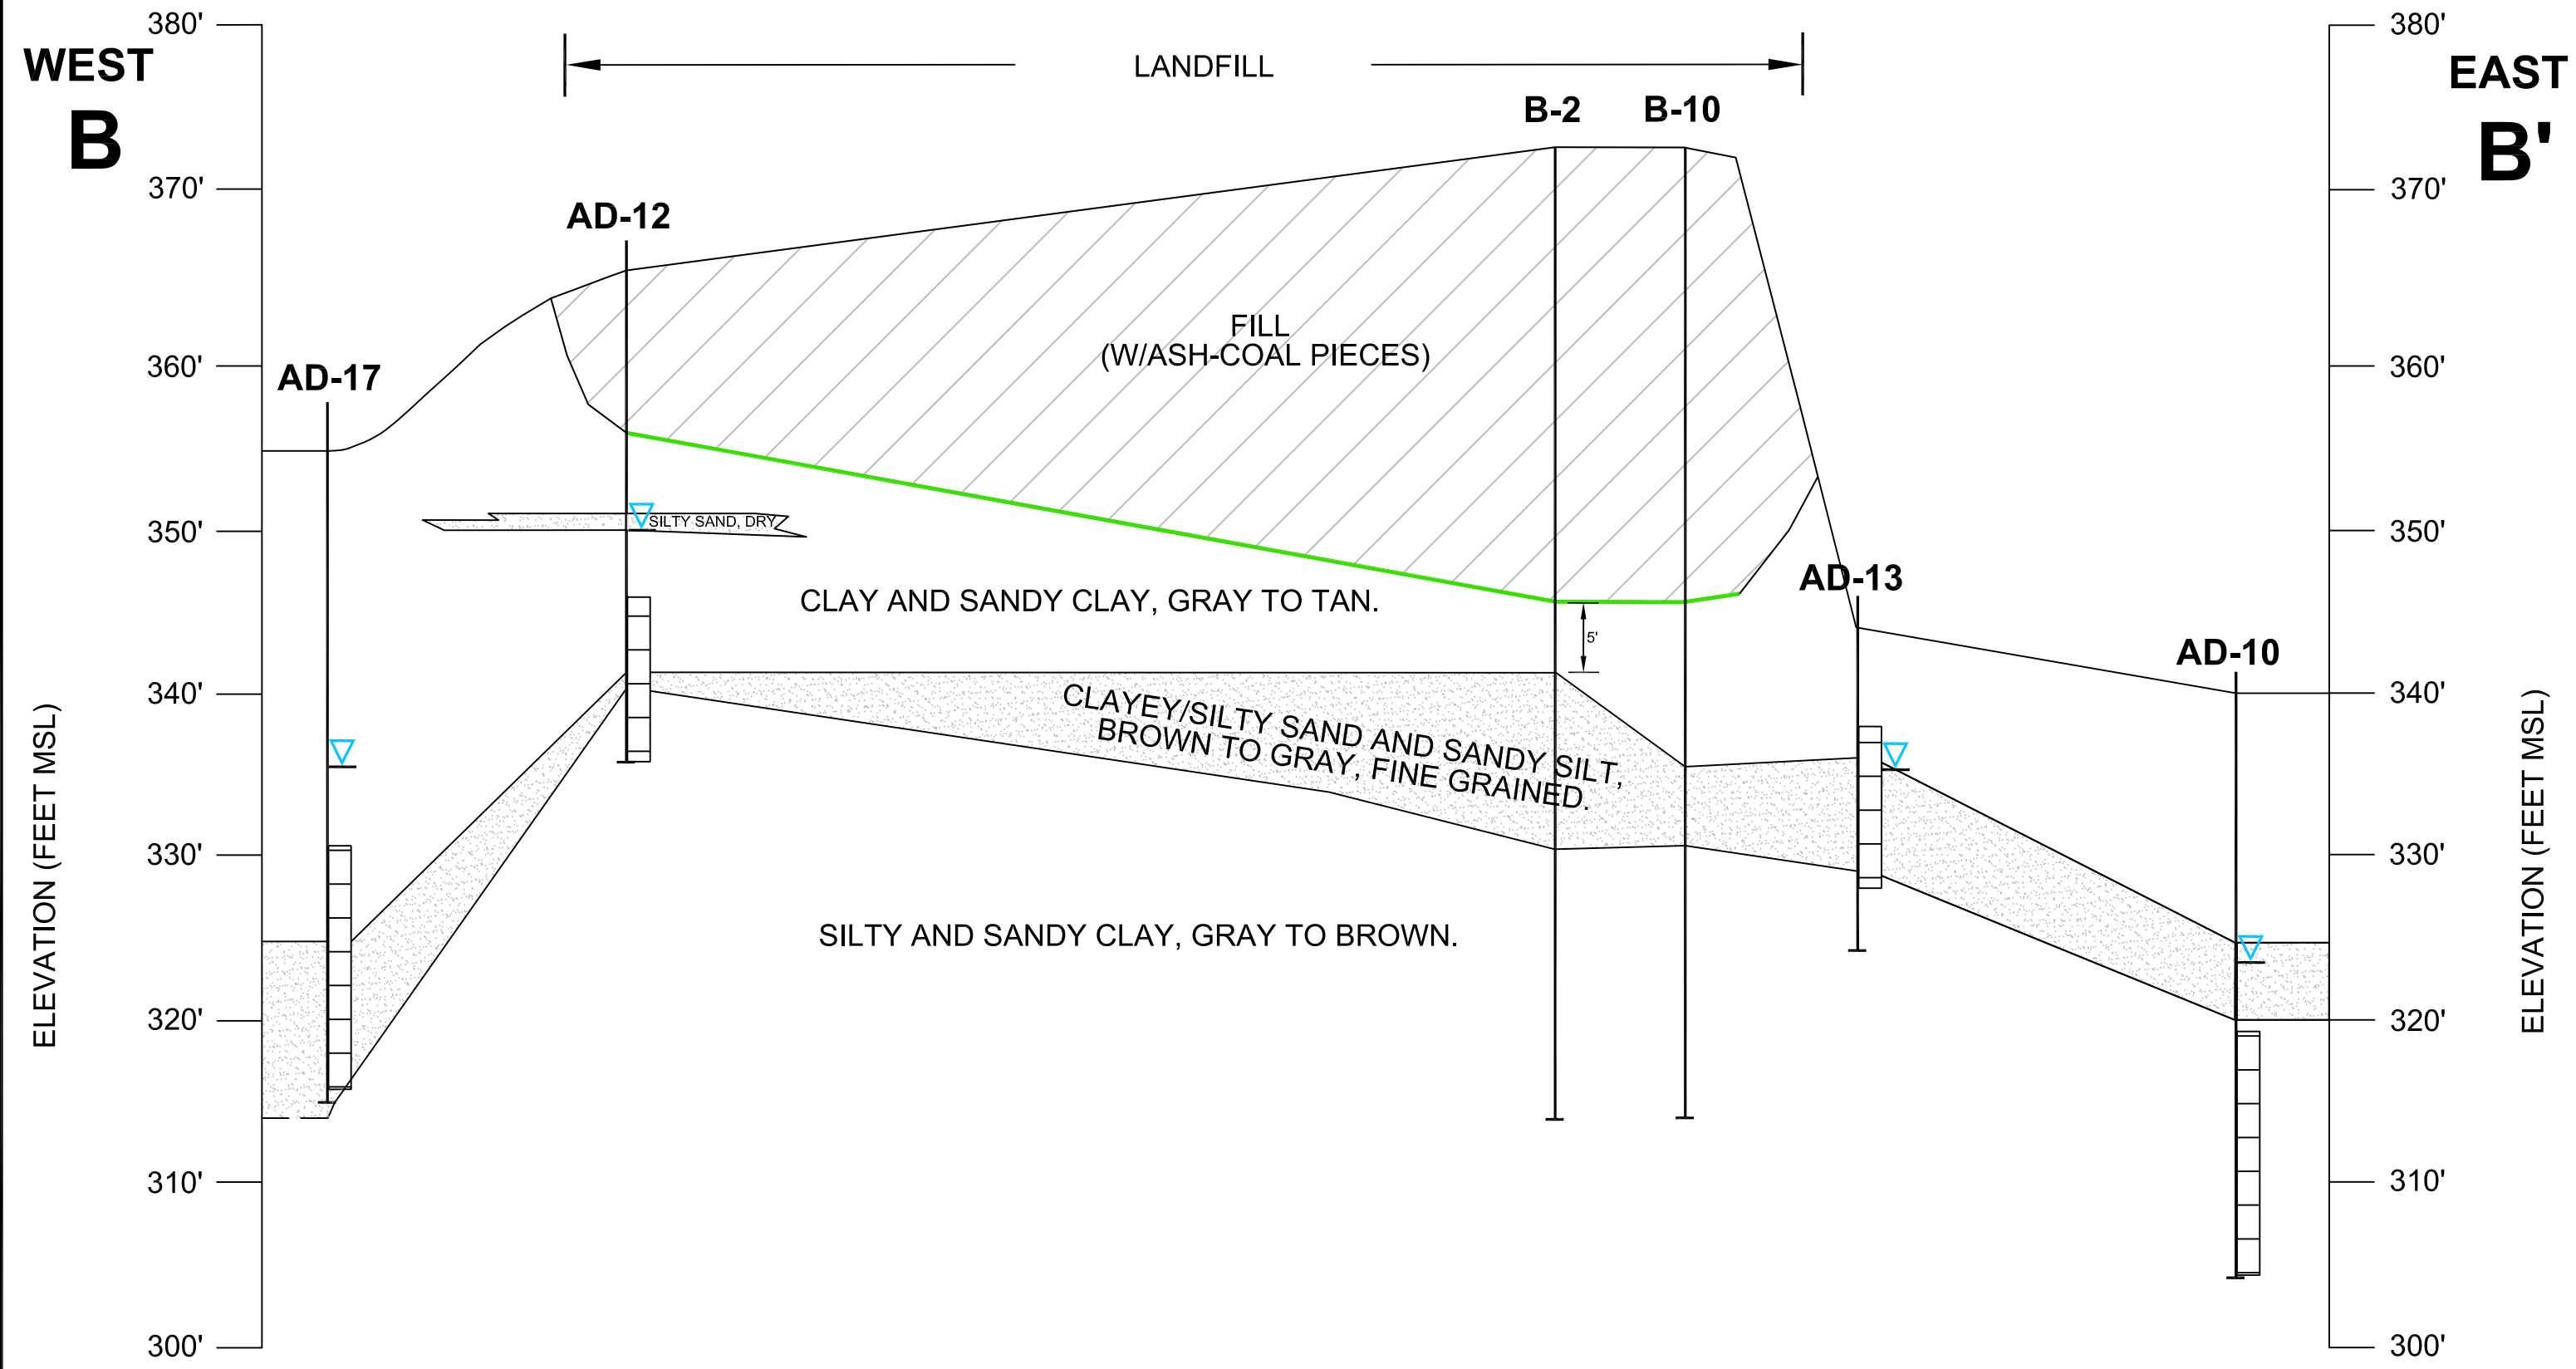 380'
380'
WEST
LANDFILL
EAST
B
B-2
B-10
B'
370'
370'
AD-12
FILL
(W/ASH-COAL PIECES)
360'
360'
AD-17
SILTY SAND, DRY
350'
350'
AD-13
CLAY AND SANDY CLAY, GRAY TO TAN.
5'
AD-10
340'
340'
CLAYEY/SILTY SAND AND SANDY SILT,
BROWN TO GRAY, FINE GRAINED.
ELEVATION (FEET MSL)
ELEVATION (FEET MSL)
330'
330'
SILTY AND SANDY CLAY, GRAY TO BROWN.
320'
320'
310'
310'
300'
300'